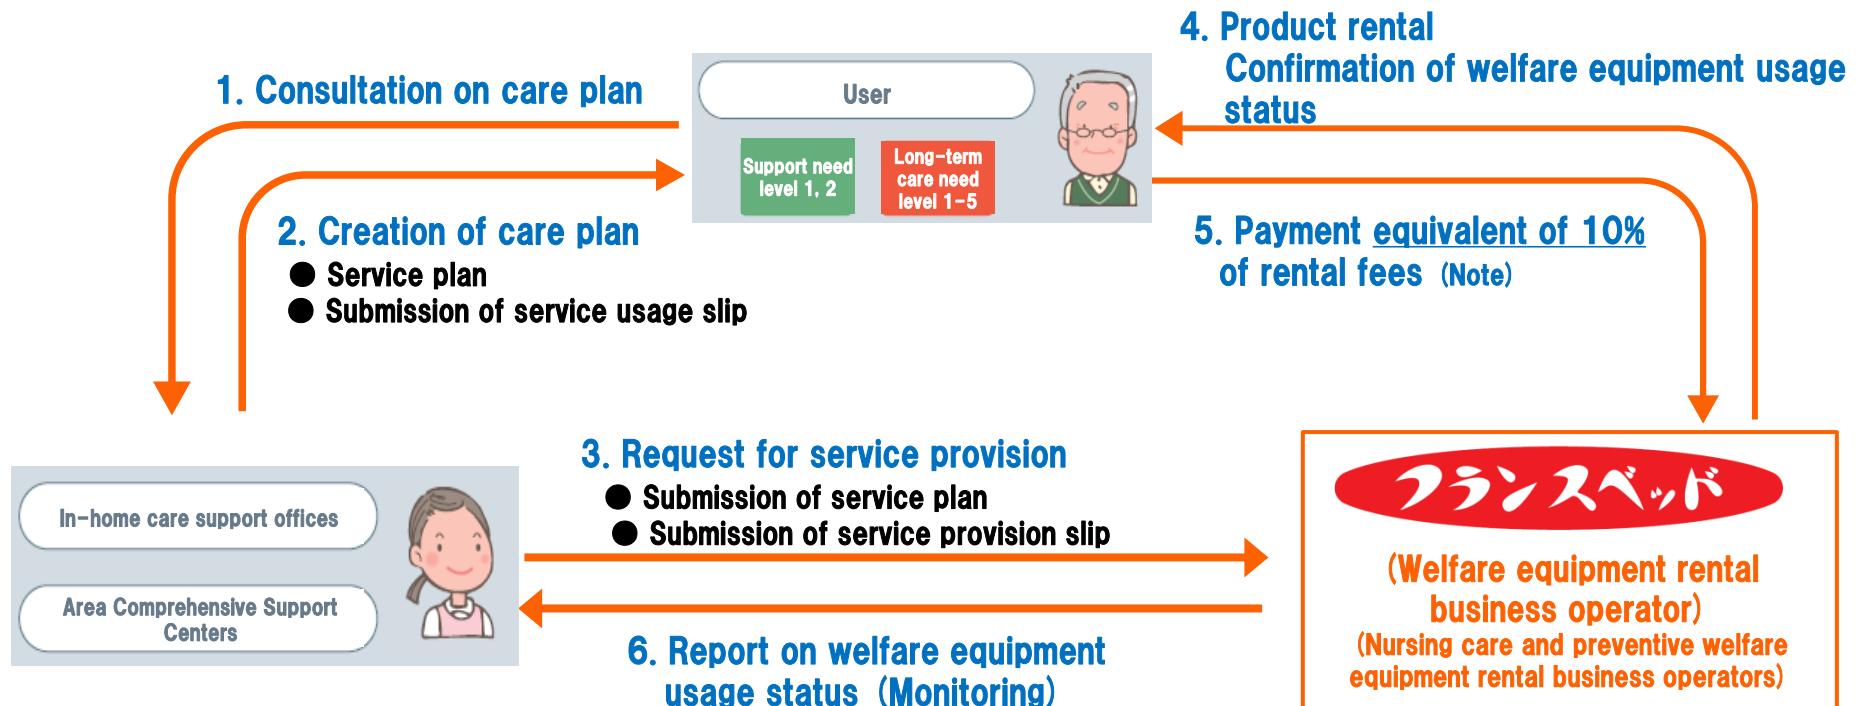 1. Consultation on care plan
User
Support need
level 1, 2
Long-term
care need
level 1-5
4. Product rental
Confirmation of welfare equipment usage
status
2. Creation of care plan
● Service plan
● Submission of service usage slip
5. Payment equivalent of 10%
of rental fees (Note)
3. Request for service provision
● Submission of service plan
● Submission of service provision slip
In-home care support offices
Area Comprehensive Support
Centers
6. Report on welfare equipment
usage status (Monitoring)
フランスベッド
(Welfare equipment rental
business operator)
(Nursing care and preventive welfare
equipment rental business operators)